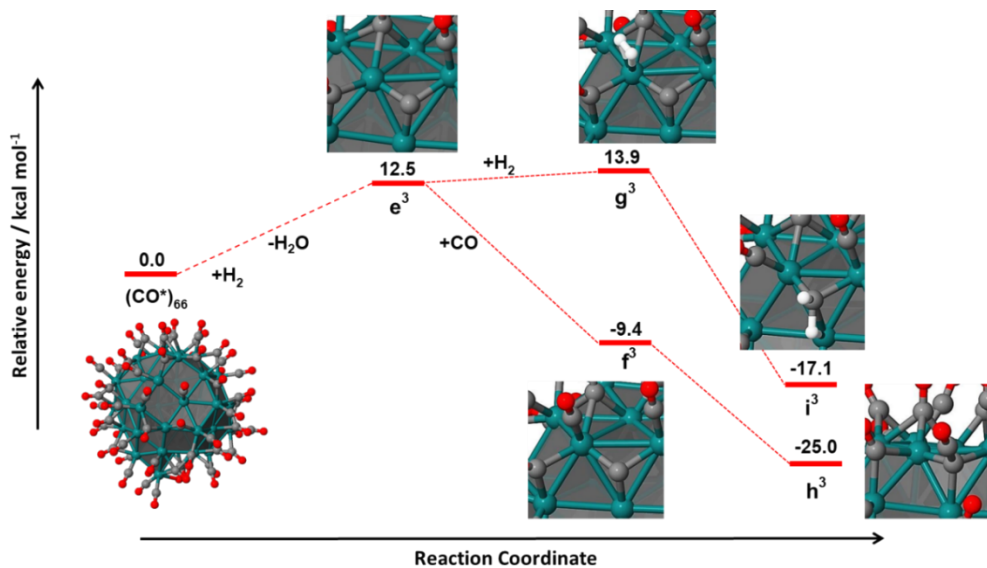 Relative energy / kcal mol⁻¹
0.0
(CO*)₆₆
+H₂
-H₂O
12.5
e³
+H₂
+CO
13.9
g³
-9.4
f³
-17.1
i³
-25.0
h³
Reaction Coordinate